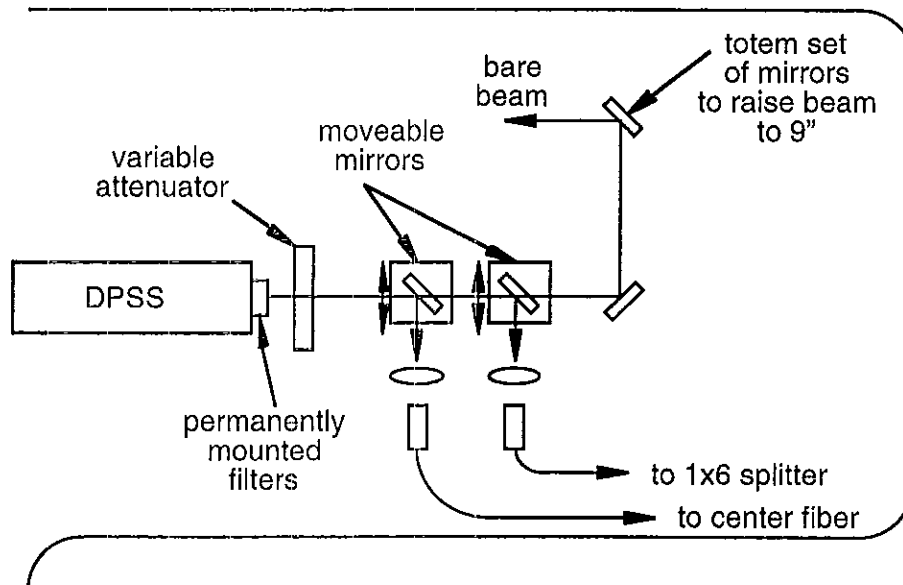 totem set
of mirrors
to raise beam
to 9"
bare
beam
moveable
mirrors
variable
attenuator
DPSS
permanently
mounted
filters
to 1x6 splitter
to center fiber